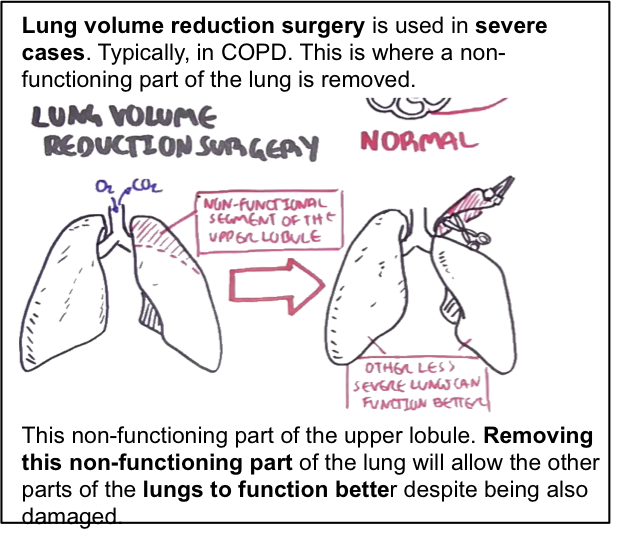 Lung volume reduction surgery is used in severe
cases. Typically, in COPD. This is where a non-
functioning part of the lung is removed.
LUNG VOLUME
REDUCTION SURGERY
NORMAL
O2 CO2
NON-FUNCTIONAL
SEGMENT OF THE
UPPER LOBULE
OTHER LESS
SEVERE LUNGS CAN
FUNCTION BETTER
This non-functioning part of the upper lobule. Removing
this non-functioning part of the lung will allow the other
parts of the lungs to function better despite being also
damaged.